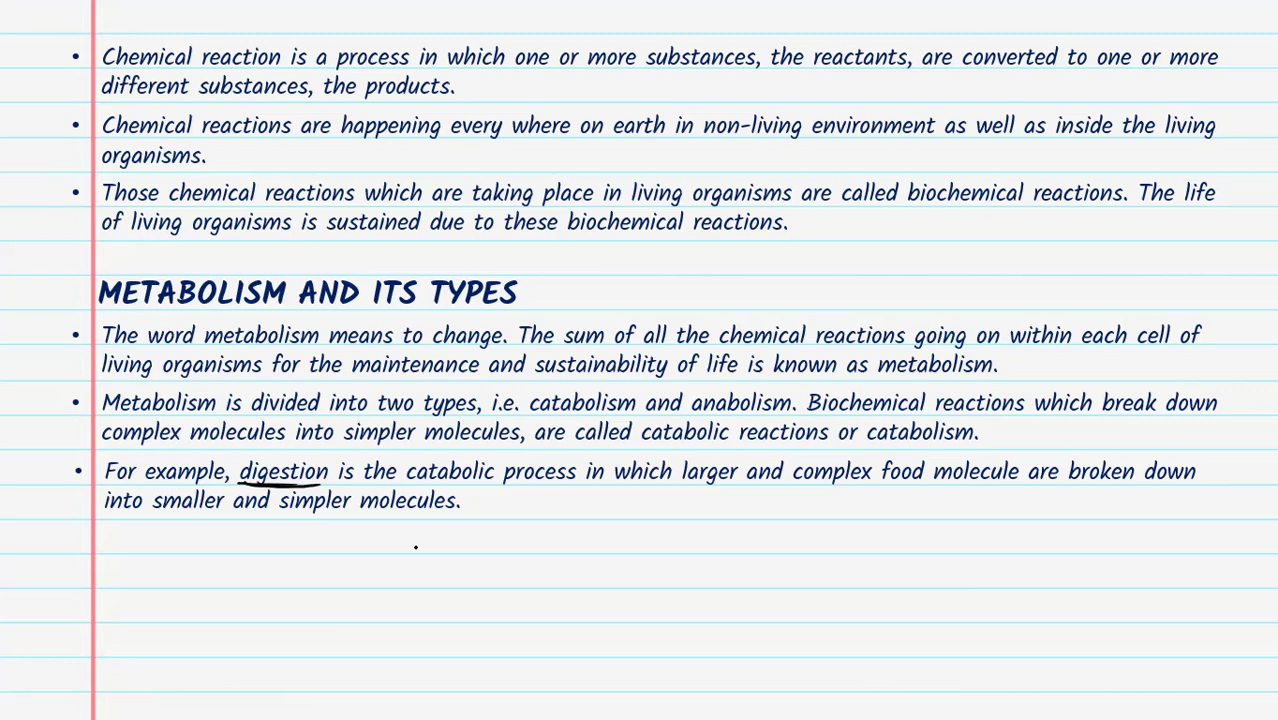 • Chemical reaction is a process in which one or more substances, the reactants, are converted to one or more
different substances, the products.
• Chemical reactions are happening every where on earth in non-living environment as well as inside the living
organisms.
• Those chemical reactions which are taking place in living organisms are called biochemical reactions. The life
of living organisms is sustained due to these biochemical reactions.
METABOLISM AND ITS TYPES
• The word metabolism means to change. The sum of all the chemical reactions going on within each cell of
living organisms for the maintenance and sustainability of life is known as metabolism.
• Metabolism is divided into two types, i.e. catabolism and anabolism. Biochemical reactions which break down
complex molecules into simpler molecules, are called catabolic reactions or catabolism.
• For example, digestion is the catabolic process in which larger and complex food molecule are broken down
into smaller and simpler molecules.